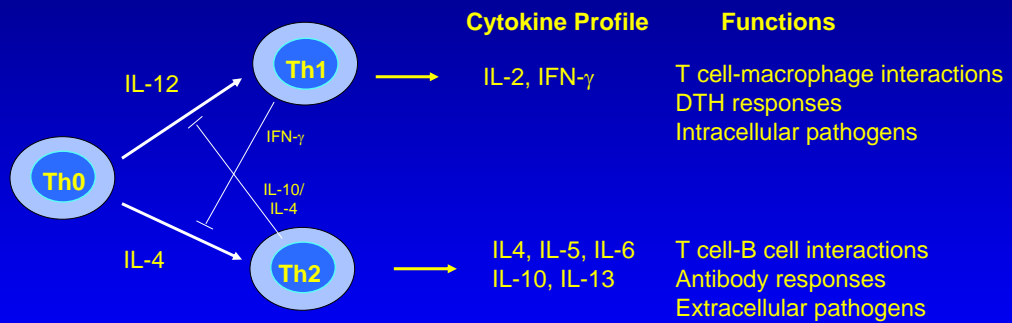 Cytokine Profile
Functions
Th1
IL-12
IL-2, IFN-γ
T cell-macrophage interactions
DTH responses
Intracellular pathogens
IFN-γ
Th0
IL-10/
IL-4
IL-4
Th2
IL4, IL-5, IL-6
IL-10, IL-13
T cell-B cell interactions
Antibody responses
Extracellular pathogens